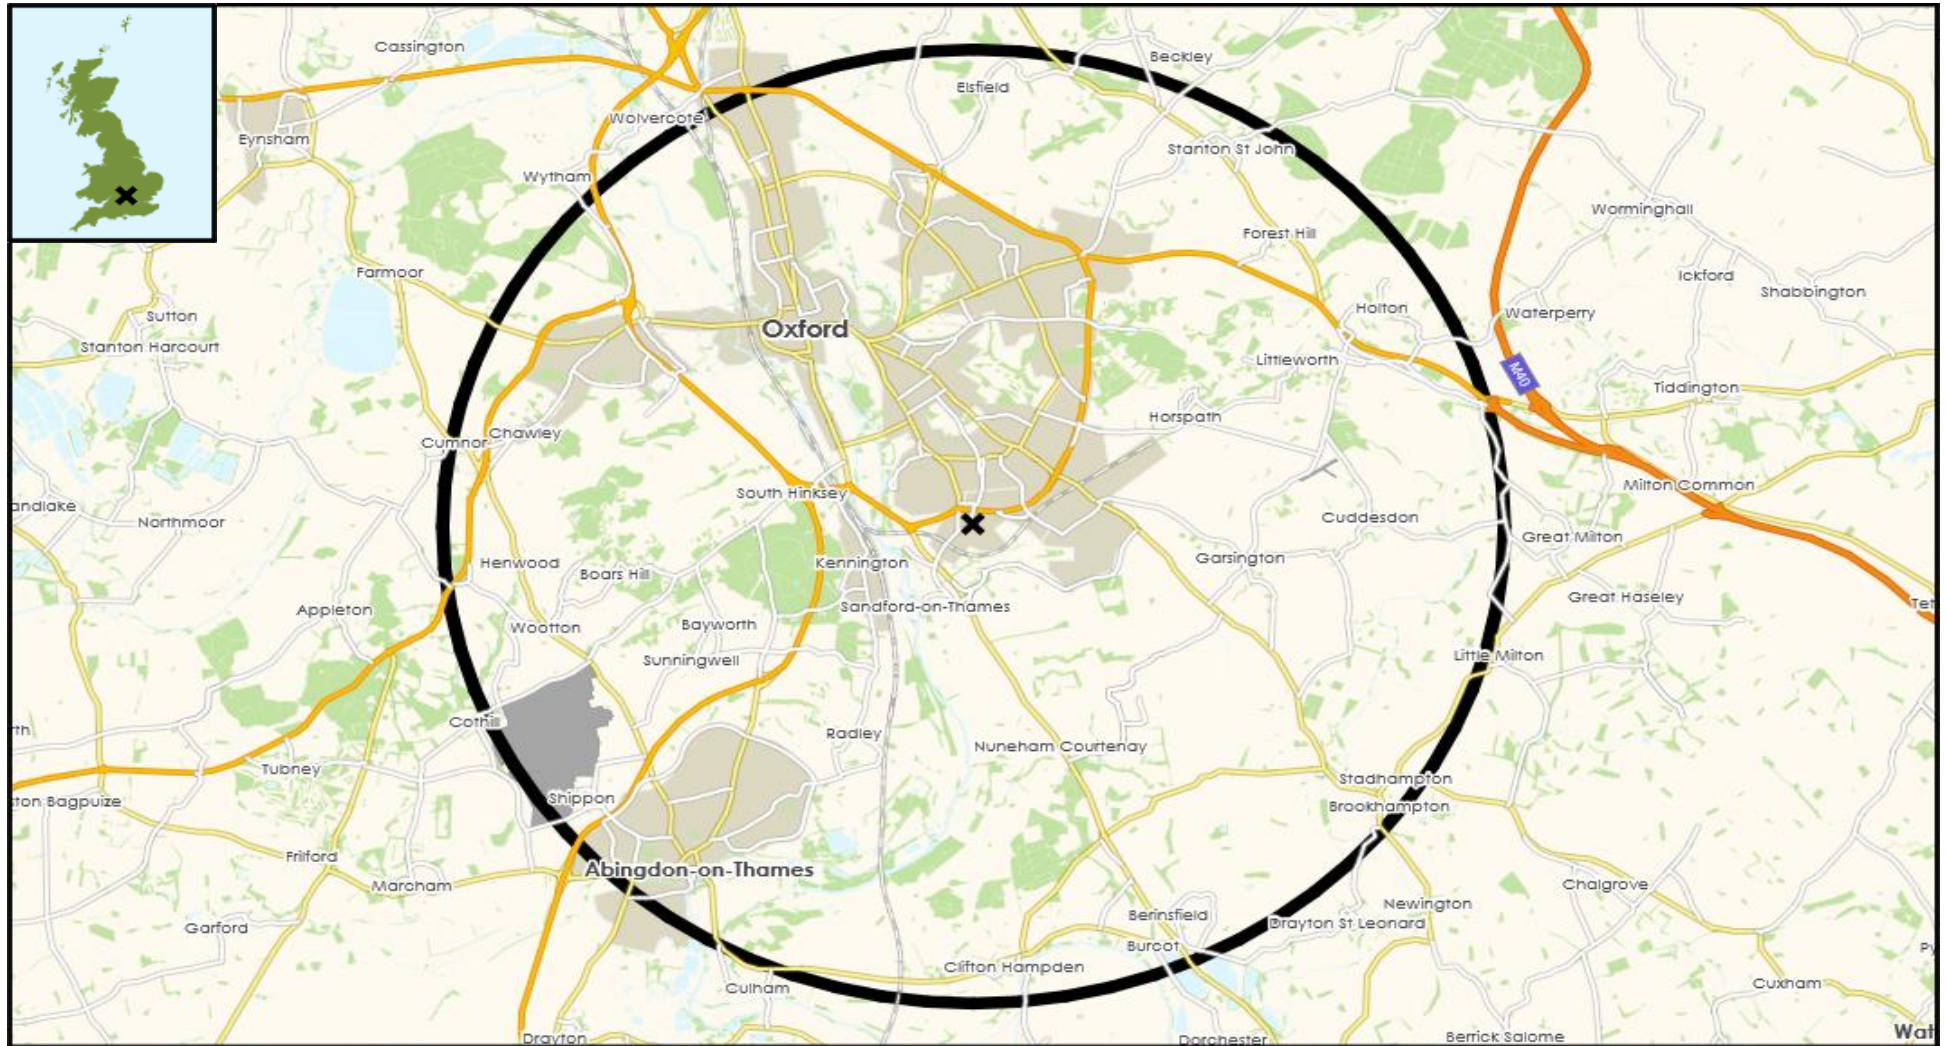 Cassington
Beckley
Elsfield
Wolvercote
Eynsham
Stanton St John
Wytham
Worminghall
Forest Hill
Farmoor
Ickford
Shabbington
Holton
Sutton
Waterperry
Oxford
Stanton Harcourt
Littleworth
M40
Tiddington
Horspath
Chawley
Cumnor
Milton Common
South Hinksey
andlake
Northmoor
Cuddesdon
Great Milton
Garsington
Henwood
Kennington
Boars Hill
Great Haseley
Tet
Sandford-on-Thames
Appleton
Bayworth
Wootton
Little Milton
Sunningwell
Cothill
rth
Radley
Nuneham Courtenay
Tubney
Stadhampton
Shippon
ton Bagpuize
Brookhampton
Frilford
Abingdon-on-Thames
Marcham
Chalgrove
Newington
Berinsfield
Drayton St Leonard
Garford
Burcot
Clifton Hampden
Cuxham
Culham
Wat
Drayton
Dorchester
Berrick Salome